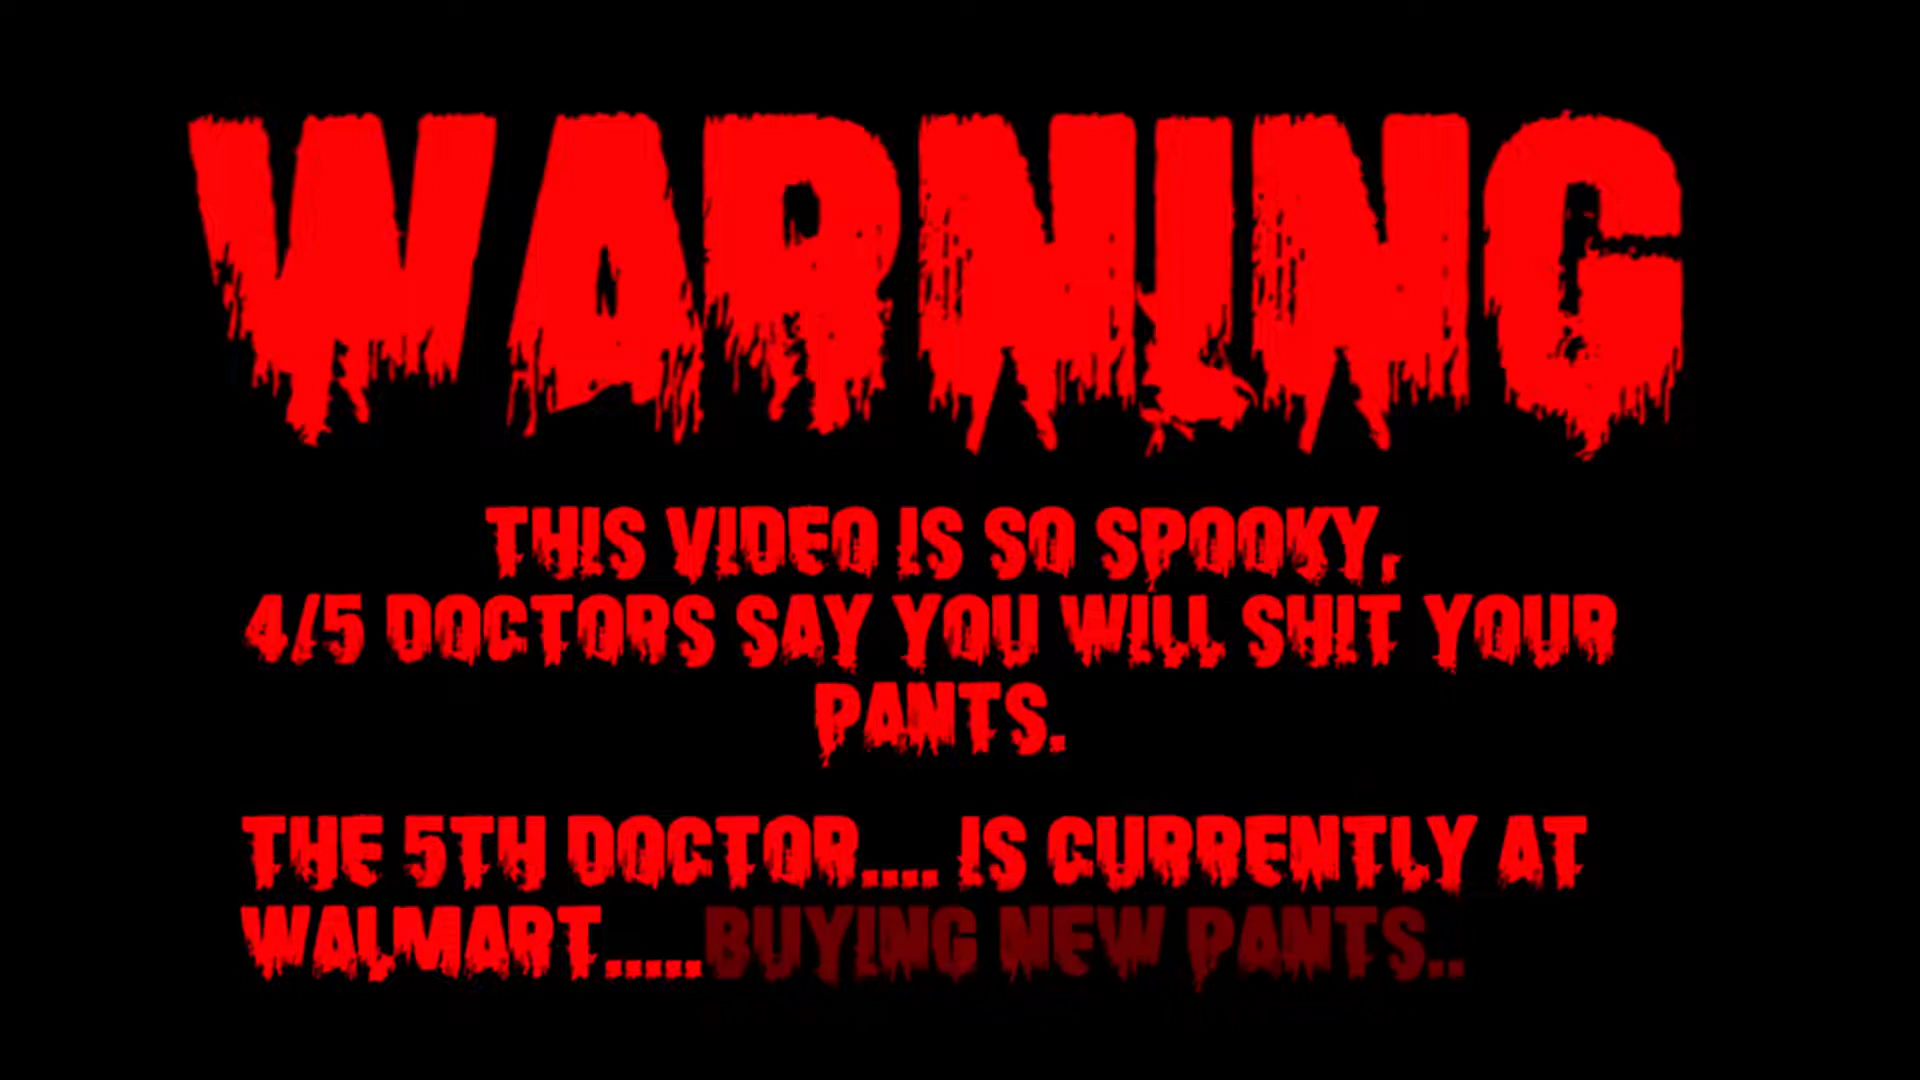 WARNING
THIS VIDEO IS SO SPOOKY,
4/5 DOCTORS SAY YOU WILL SHIT YOUR
PANTS.
THE 5TH DOCTOR.... IS CURRENTLY AT
WALMART.....BUYING NEW PANTS..